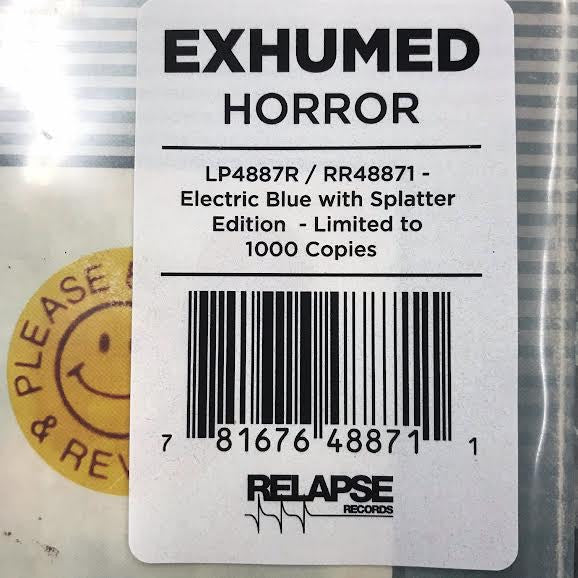 EXHUMED
HORROR
LP4887R / RR48871 -
Electric Blue with Splatter
Edition - Limited to
1000 Copies
7 81676 48871 1
RELAPSE
RECORDS
PLEASE
&